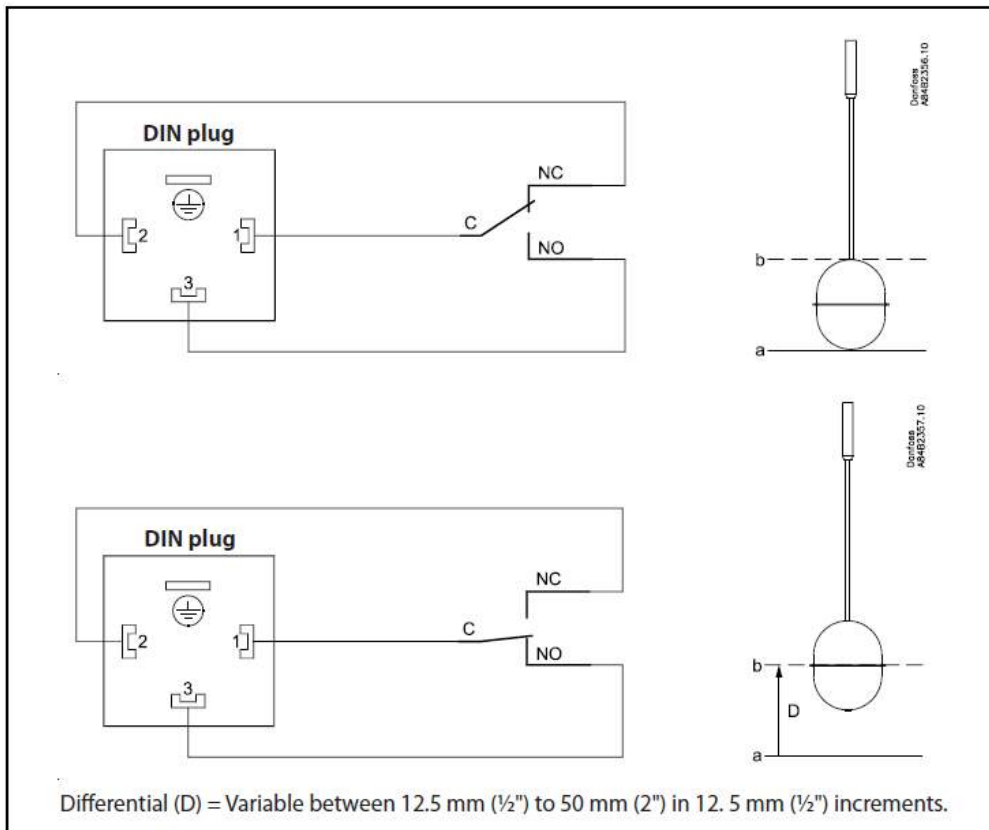 Danfoss
A84B2356.10
DIN plug
NC
C
2
1
NO
3
b
a
Danfoss
A84B2357.10
DIN plug
NC
C
2
1
NO
3
b
D
a
Differential (D) = Variable between 12.5 mm (½") to 50 mm (2") in 12. 5 mm (½") increments.